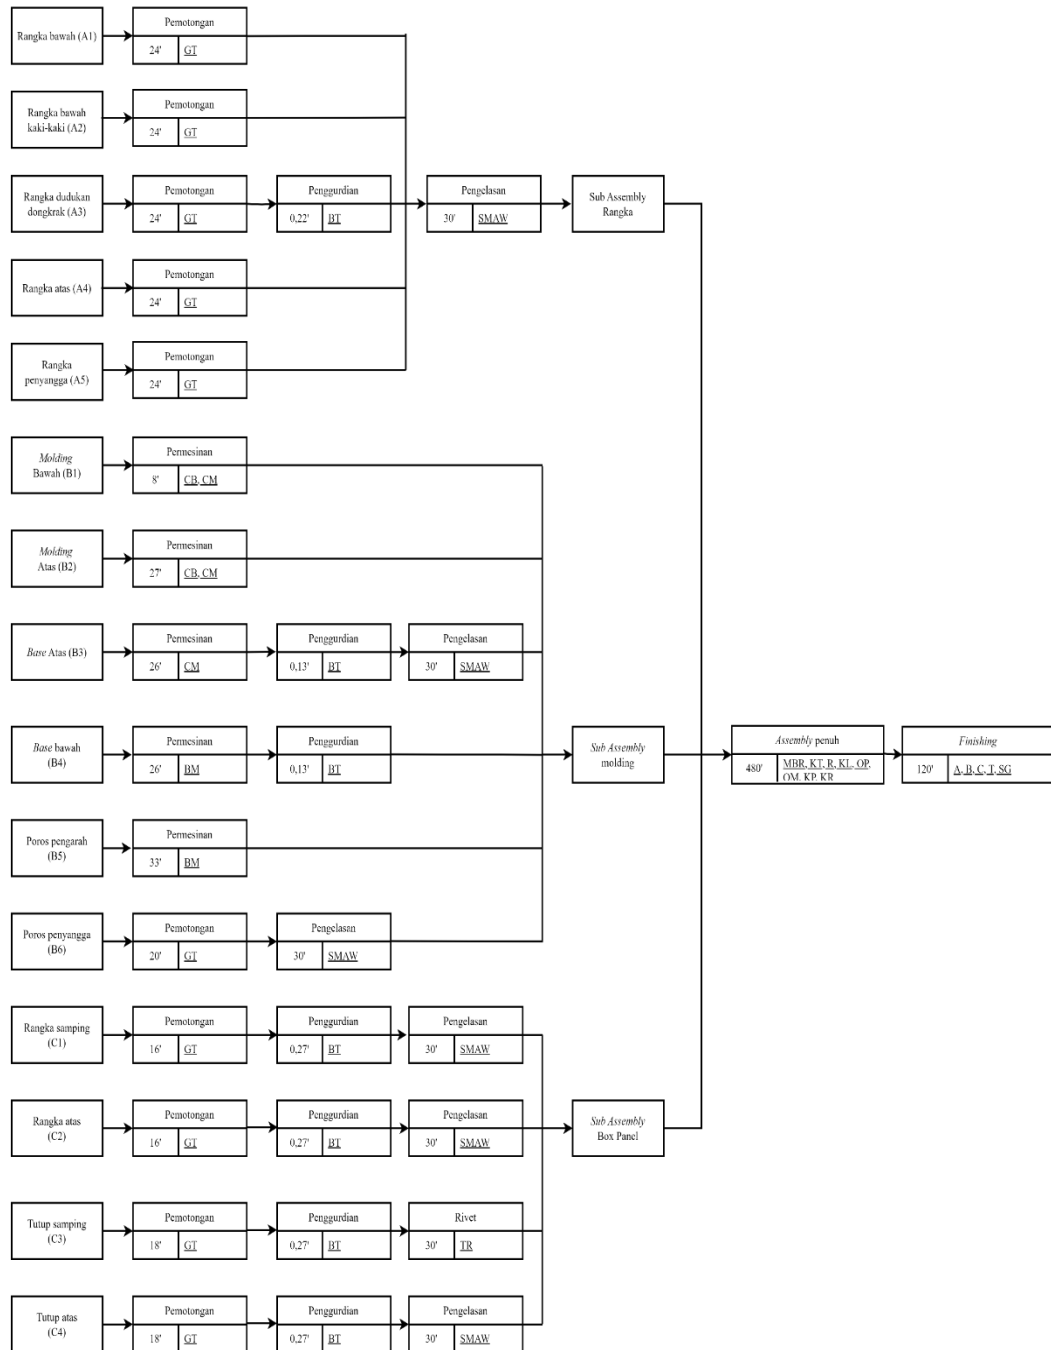 Rangka bawah (A1)
Pemotongan
24'
GT
Rangka bawah
kaki-kaki (A2)
Pemotongan
24'
GT
Rangka dudukan
dongkrak (A3)
Pemotongan
24'
GT
Penggurdian
0,22'
BT
Pengelasan
30'
SMAW
Sub Assembly
Rangka
Rangka atas (A4)
Pemotongan
24'
GT
Rangka
penyangga (A5)
Pemotongan
24'
GT
Molding
Bawah (B1)
Permesinan
8'
CB, CM
Molding
Atas (B2)
Permesinan
27'
CB, CM
Base Atas (B3)
Permesinan
26'
CM
Penggurdian
0,13'
BT
Pengelasan
30'
SMAW
Base bawah
(B4)
Permesinan
26'
BM
Penggurdian
0,13'
BT
Sub Assembly
molding
Assembly penuh
480'
MBR, KT, R, KL, OP,
OM, KP, KR
Finishing
120'
A, B, C, T, SG
Poros pengarah
(B5)
Permesinan
33'
BM
Poros penyangga
(B6)
Pemotongan
20'
GT
Pengelasan
30'
SMAW
Rangka samping
(C1)
Pemotongan
16'
GT
Penggurdian
0,27'
BT
Pengelasan
30'
SMAW
Rangka atas
(C2)
Pemotongan
16'
GT
Penggurdian
0,27'
BT
Pengelasan
30'
SMAW
Sub Assembly
Box Panel
Tutup samping
(C3)
Pemotongan
18'
GT
Penggurdian
0,27'
BT
Rivet
30'
TR
Tutup atas
(C4)
Pemotongan
18'
GT
Penggurdian
0,27'
BT
Pengelasan
30'
SMAW